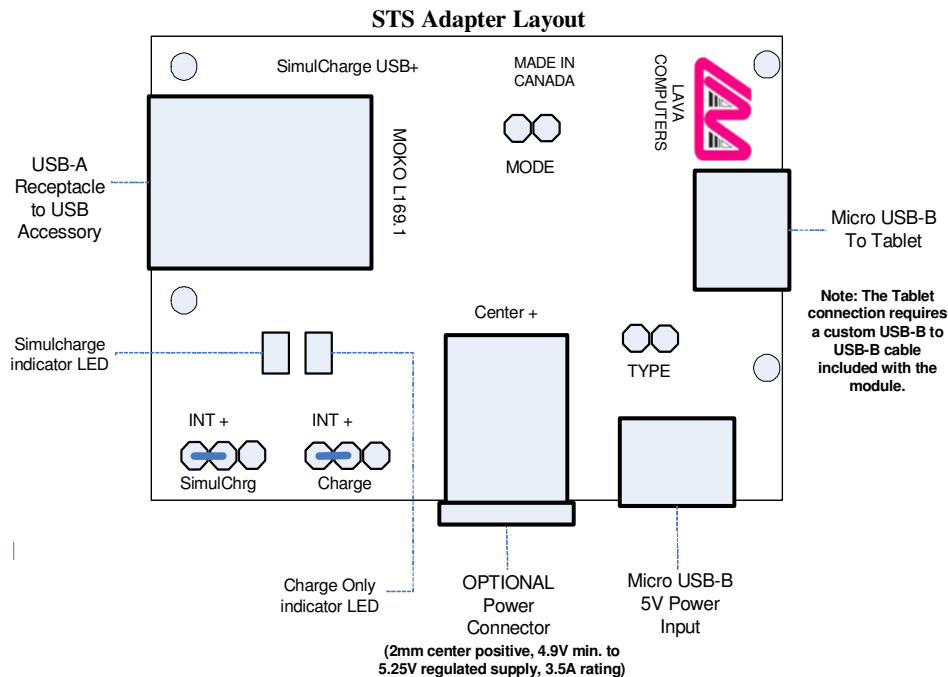 STS Adapter Layout
SimulCharge USB+
MADE IN
CANADA
LAVA
COMPUTERS
MOKO L169.1
MODE
USB-A
Receptacle
to USB
Accessory
Micro USB-B
To Tablet
Note: The Tablet
connection requires
a custom USB-B to
USB-B cable
included with the
module.
Center +
Simulcharge
indicator LED
TYPE
INT +
INT +
SimulChrg
Charge
Charge Only
indicator LED
OPTIONAL
Power
Connector
(2mm center positive, 4.9V min. to
5.25V regulated supply, 3.5A rating)
Micro USB-B
5V Power
Input